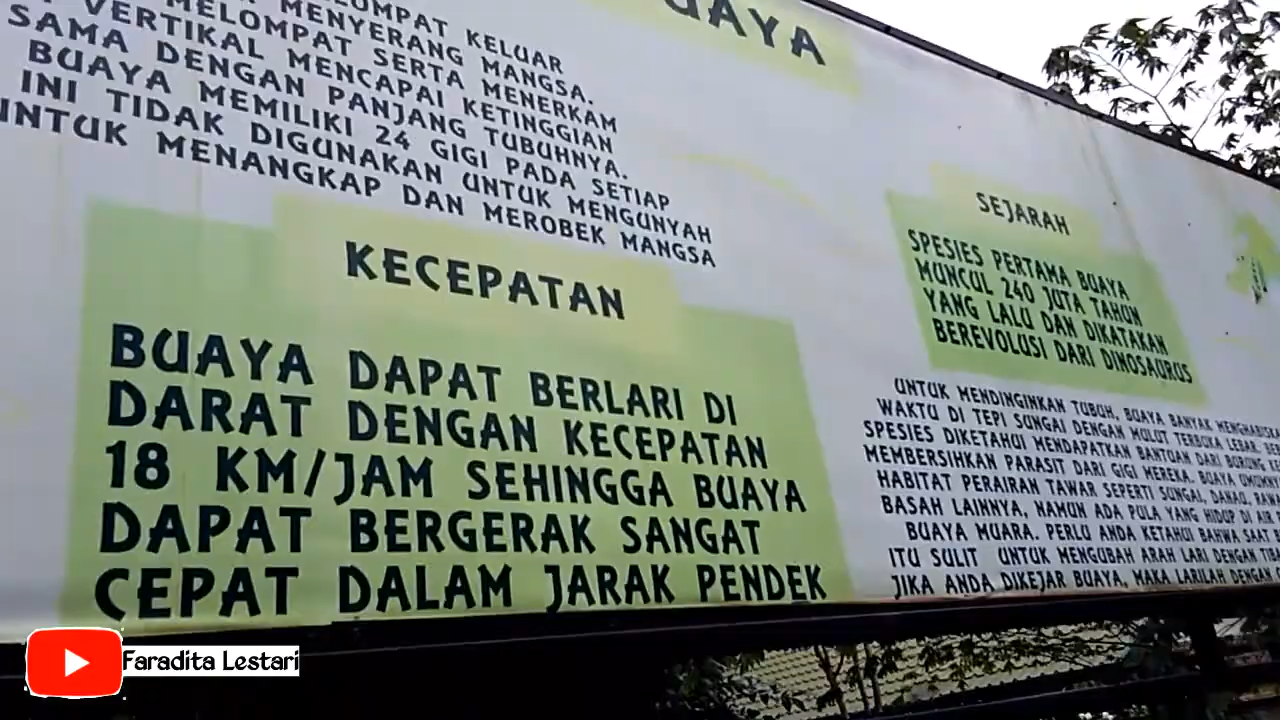 BUAYA
MELOMPAT KELUAR
MENYERANG MANGSA.
MELOMPAT SERTA MENERKAM
VERTIKAL MENCAPAI KETINGGIAN
SAMA DENGAN PANJANG TUBUHNYA.
BUAYA MEMILIKI 24 GIGI PADA SETIAP
INI TIDAK DIGUNAKAN UNTUK MENGUNYAH
UNTUK MENANGKAP DAN MEROBEK MANGSA
KECEPATAN
BUAYA DAPAT BERLARI DI
DARAT DENGAN KECEPATAN
18 KM/JAM SEHINGGA BUAYA
DAPAT BERGERAK SANGAT
CEPAT DALAM JARAK PENDEK
SEJARAH
SPESIES PERTAMA BUAYA
MUNCUL 240 JUTA TAHUN
YANG LALU DAN DIKATAKAN
BEREVOLUSI DARI DINOSAURUS
UNTUK MENDINGINKAN TUBUH, BUAYA BANYAK
WAKTU DI TEPI SUNGAI DENGAN MULUT TERBUKA LEBAR.
SPESIES DIKETAHUI MENDAPATKAN BANTUAN DARI BURUNG
MEMBERSIHKAN PARASIT DARI GIGI MEREKA. BUAYA
HABITAT PERAIRAN TAWAR SEPERTI SUNGAI, DANAU,
BASAH LAINNYA, NAMUN ADA PULA YANG HIDUP DI AIR
BUAYA MUARA. PERLU ANDA KETAHUI BAHWA SAAT
ITU SULIT UNTUK MENGUBAH ARAH LARI DENGAN
JIKA ANDA DIKEJAR BUAYA, MAKA LARILAH DENGAN
Faradita Lestari